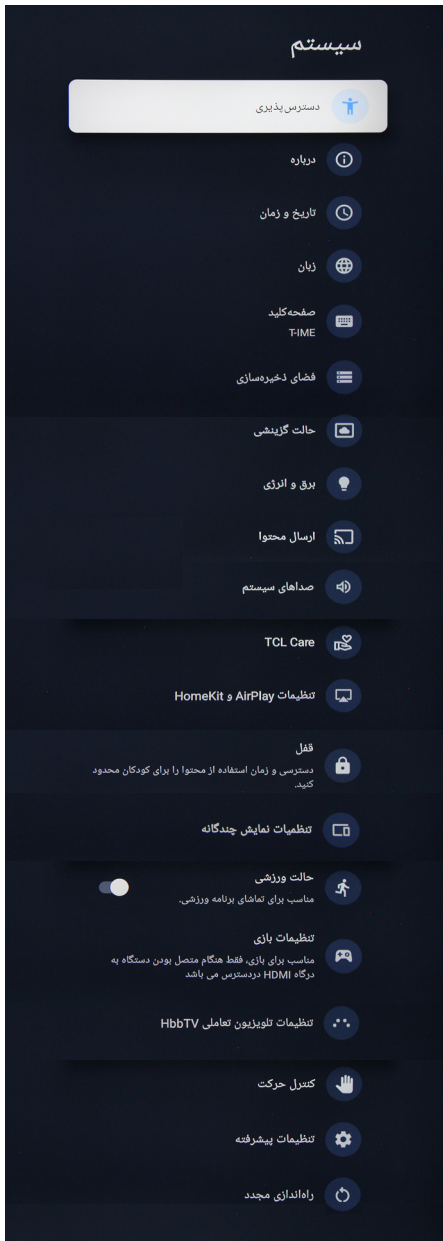 سیستم
دسترس‌پذیری
درباره
تاریخ و زمان
زبان
صفحه‌کلید
T-IME
فضای ذخیره‌سازی
حالت گزینشی
برق و انرژی
ارسال محتوا
صداهای سیستم
TCL Care
تنظیمات AirPlay و HomeKit
قفل
دسترسی و زمان استفاده از محتوا را برای کودکان محدود
کنید.
تنظمیات نمایش چندگانه
حالت ورزشی
مناسب برای تماشای برنامه ورزشی.
تنظیمات بازی
مناسب برای بازی، فقط هنگام متصل بودن دستگاه به
درگاه HDMI دردسترس می باشد
تنظیمات تلویزیون تعاملی HbbTV
کنترل حرکت
تنظیمات پیشرفته
راه‌اندازی مجدد